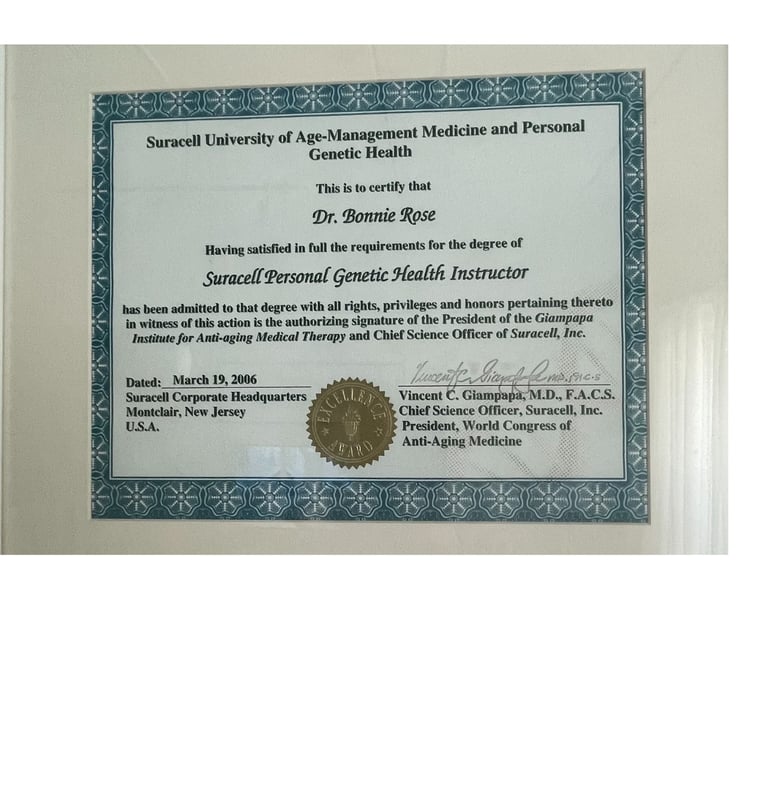 Suracell University of Age-Management Medicine and Personal
Genetic Health
This is to certify that
Dr. Bonnie Rose
Having satisfied in full the requirements for the degree of
Suracell Personal Genetic Health Instructor
has been admitted to that degree with all rights, privileges and honors pertaining thereto
in witness of this action is the authorizing signature of the President of the Giampapa
Institute for Anti-aging Medical Therapy and Chief Science Officer of Suracell, Inc.
Dated: March 19, 2006
Suracell Corporate Headquarters
Montclair, New Jersey
U.S.A.
EXCELLENCE
AWARD
Vincent C. Giampapa MD, F.A.C.S
Vincent C. Giampapa, M.D., F.A.C.S.
Chief Science Officer, Suracell, Inc.
President, World Congress of
Anti-Aging Medicine